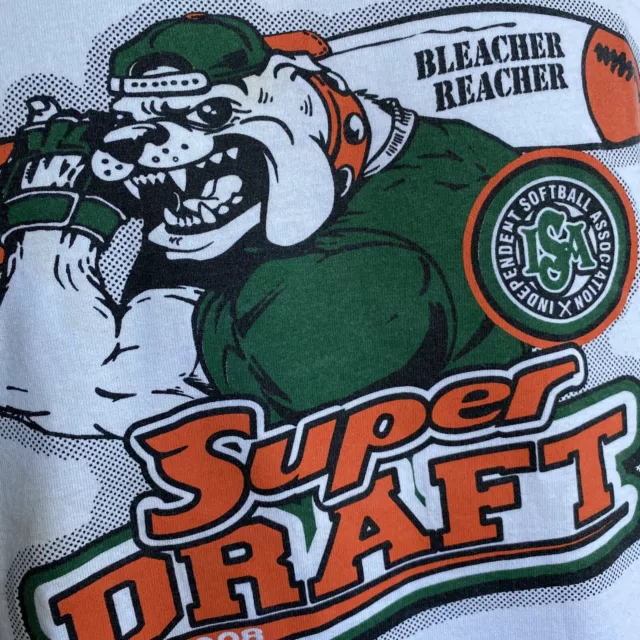 BLEACHER
REACHER
INDEPENDENT SOFTBALL ASSOCIATION X
ISA
Super
DRAFT